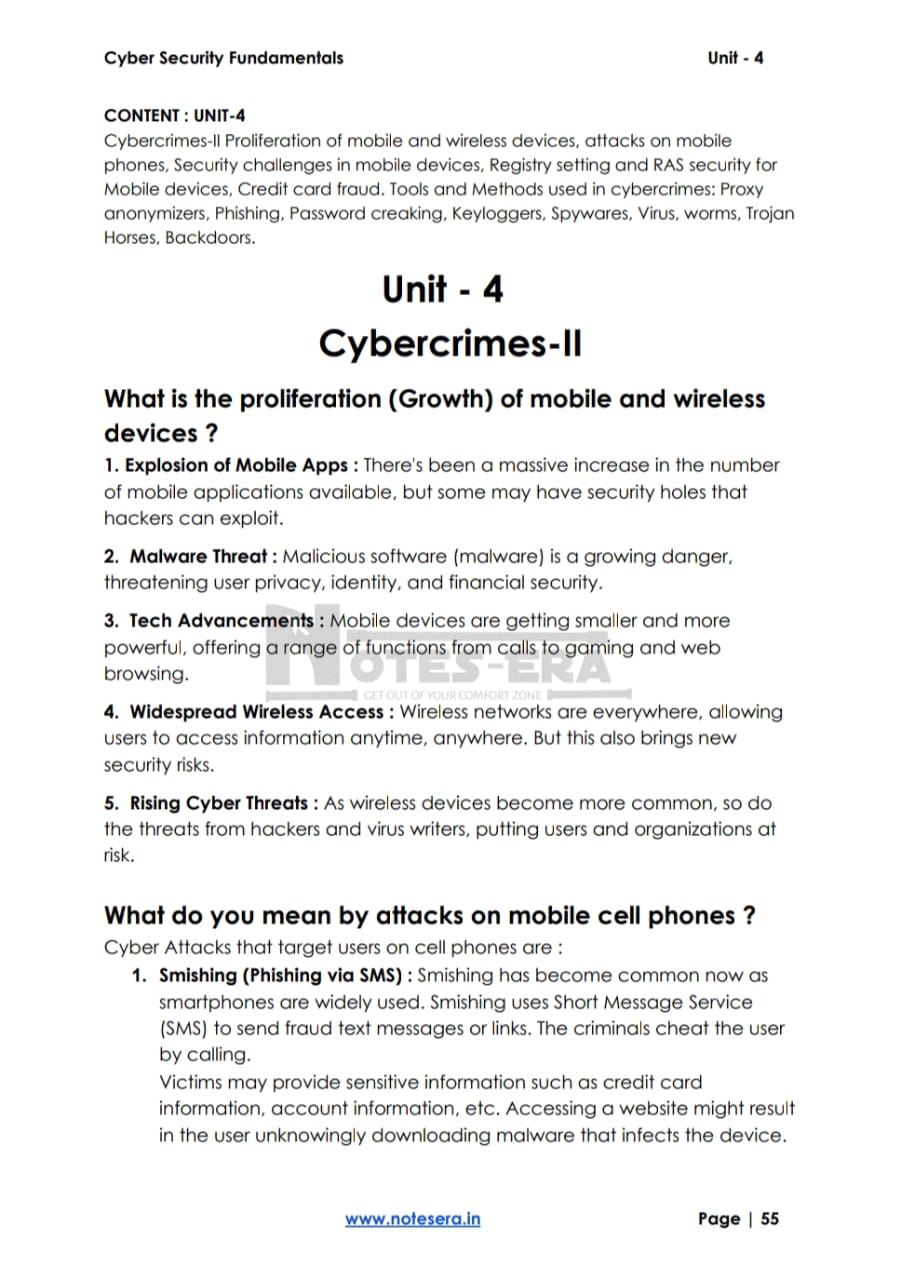 Cyber Security Fundamentals Unit - 4
CONTENT : UNIT-4
Cybercrimes-II Proliferation of mobile and wireless devices, attacks on mobile
phones, Security challenges in mobile devices, Registry setting and RAS security for
Mobile devices, Credit card fraud. Tools and Methods used in cybercrimes: Proxy
anonymizers, Phishing, Password creaking, Keyloggers, Spywares, Virus, worms, Trojan
Horses, Backdoors.
Unit - 4
Cybercrimes-II
What is the proliferation (Growth) of mobile and wireless
devices ?
1. Explosion of Mobile Apps : There's been a massive increase in the number
of mobile applications available, but some may have security holes that
hackers can exploit.
2. Malware Threat : Malicious software (malware) is a growing danger,
threatening user privacy, identity, and financial security.
3. Tech Advancements : Mobile devices are getting smaller and more
powerful, offering a range of functions from calls to gaming and web
browsing.
NOTES-ERA
GET OUT OF YOUR COMFORT ZONE
4. Widespread Wireless Access : Wireless networks are everywhere, allowing
users to access information anytime, anywhere. But this also brings new
security risks.
5. Rising Cyber Threats : As wireless devices become more common, so do
the threats from hackers and virus writers, putting users and organizations at
risk.
What do you mean by attacks on mobile cell phones ?
Cyber Attacks that target users on cell phones are :
1. Smishing (Phishing via SMS) : Smishing has become common now as
smartphones are widely used. Smishing uses Short Message Service
(SMS) to send fraud text messages or links. The criminals cheat the user
by calling.
Victims may provide sensitive information such as credit card
information, account information, etc. Accessing a website might result
in the user unknowingly downloading malware that infects the device.
www.notesera.in Page | 55